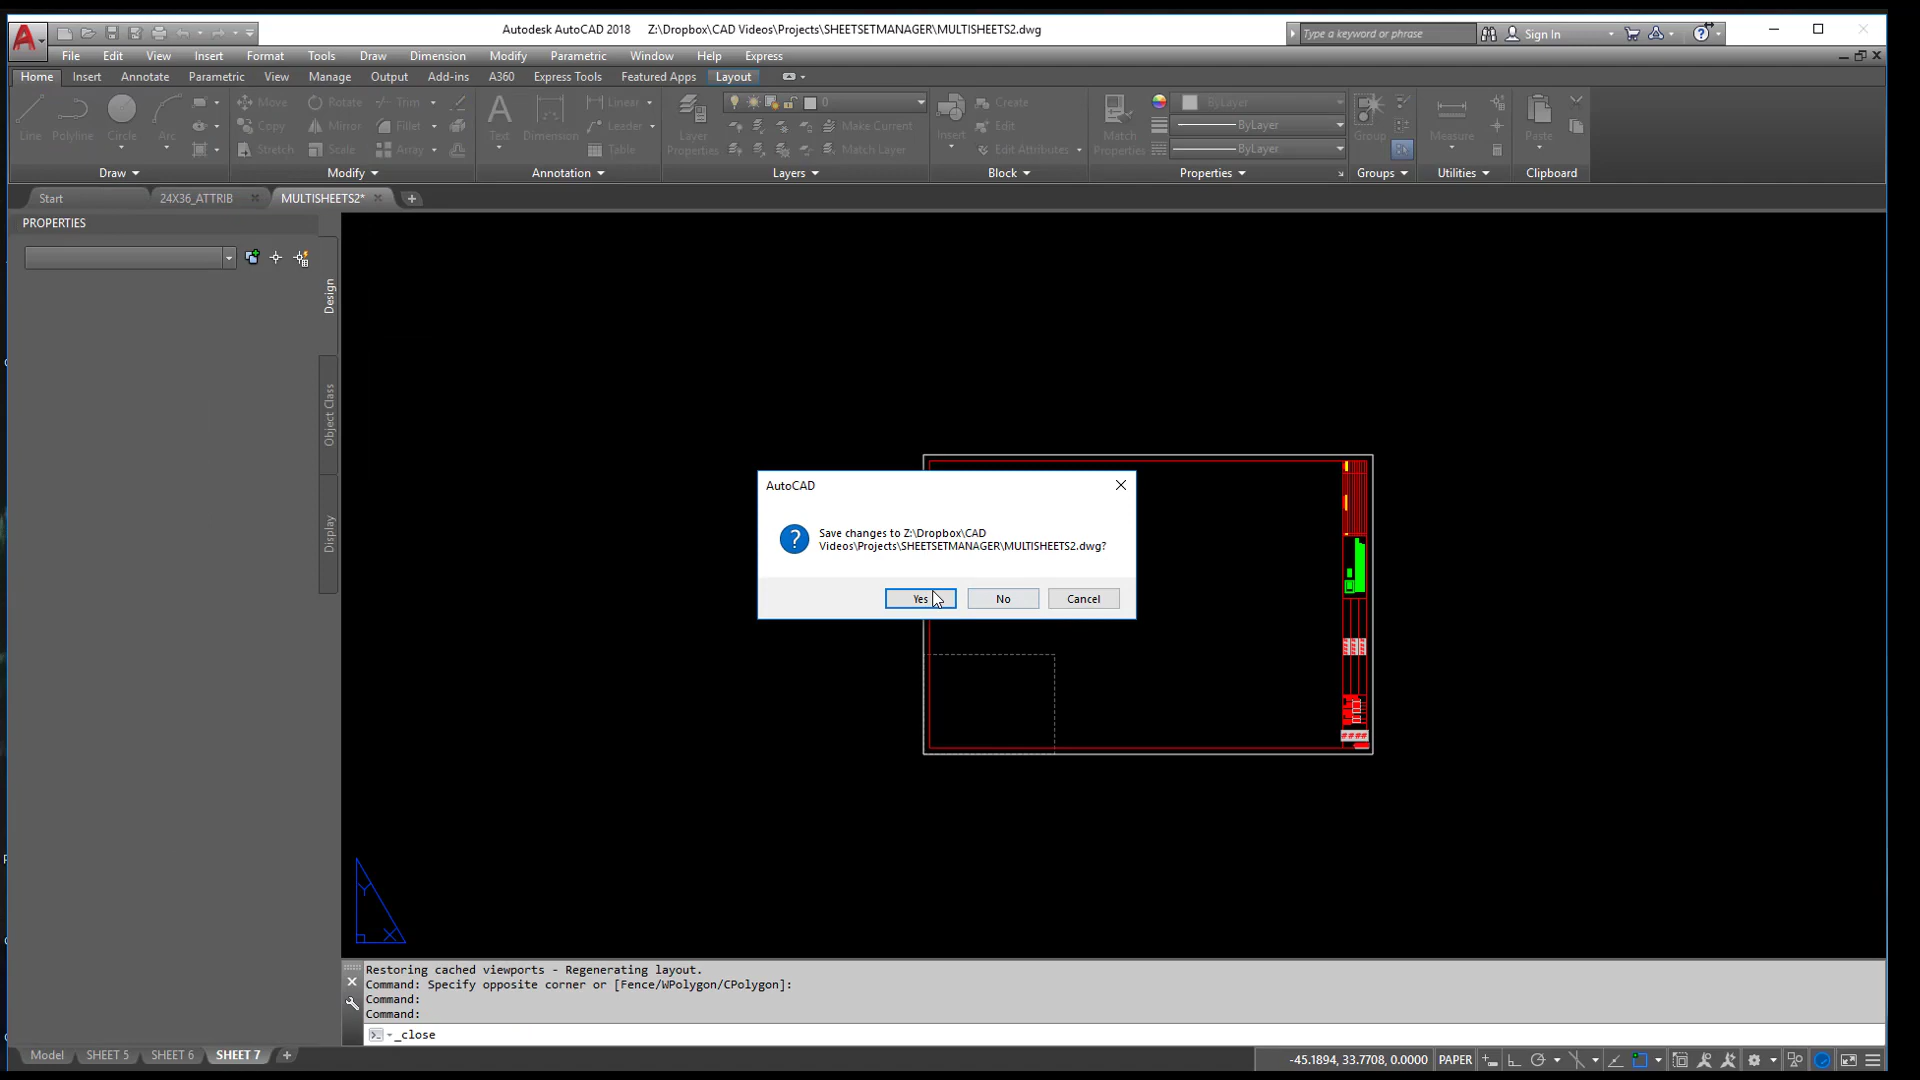 Autodesk AutoCAD 2018 Z:\Dropbox\CAD Videos\Projects\SHEETSETMANAGER\MULTISHEETS2.dwg
Type a keyword or phrase
Sign In
File Edit View Insert Format Tools Draw Dimension Modify Parametric Window Help Express
Home Insert Annotate Parametric View Manage Output Add-ins A360 Express Tools Featured Apps Layout
Line Polyline Circle Arc
Move Rotate Trim
Copy Mirror Fillet
Stretch Scale Array
Text Dimension
Linear
Leader
Table
Layer
Properties
0
Make Current
Match Layer
Insert
Create
Edit
Edit Attributes
Match
Properties
ByLayer
ByLayer
ByLayer
Group
Measure
Paste
Draw Modify Annotation Layers Block Properties Groups Utilities Clipboard
Start 24X36_ATTRIB MULTISHEETS2*
PROPERTIES
Design
Object Class
Display
AutoCAD
Save changes to Z:\Dropbox\CAD
Videos\Projects\SHEETSETMANAGER\MULTISHEETS2.dwg?
Yes No Cancel
####
Y
X
Restoring cached viewports - Regenerating layout.
Command: Specify opposite corner or [Fence/WPolygon/CPolygon]:
Command:
Command:
_close
Model SHEET 5 SHEET 6 SHEET 7
-45.1894, 33.7708, 0.0000 PAPER